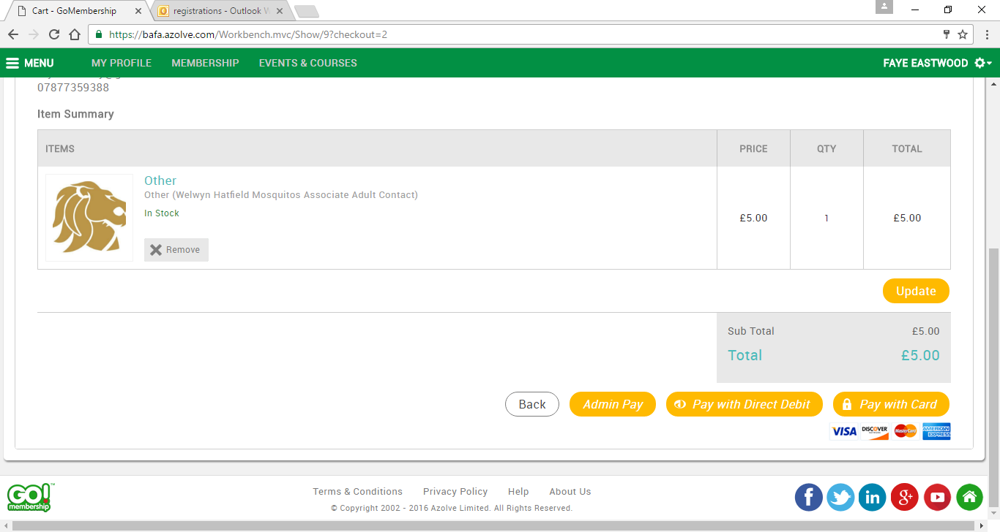 Cart - GoMembership
registrations - Outlook W
https://bafa.azolve.com/Workbench.mvc/Show/9?checkout=2
MENU MY PROFILE MEMBERSHIP EVENTS & COURSES FAYE EASTWOOD
07877359388
Item Summary
ITEMS PRICE QTY TOTAL
Other
Other (Welwyn Hatfield Mosquitos Associate Adult Contact)
In Stock
£5.00 1 £5.00
Remove
Update
Sub Total £5.00
Total £5.00
Back Admin Pay Pay with Direct Debit Pay with Card
VISA DISCOVER MasterCard AMERICAN EXPRESS
GO! membership ™
Terms & Conditions Privacy Policy Help About Us
© Copyright 2002 - 2016 Azolve Limited. All Rights Reserved.